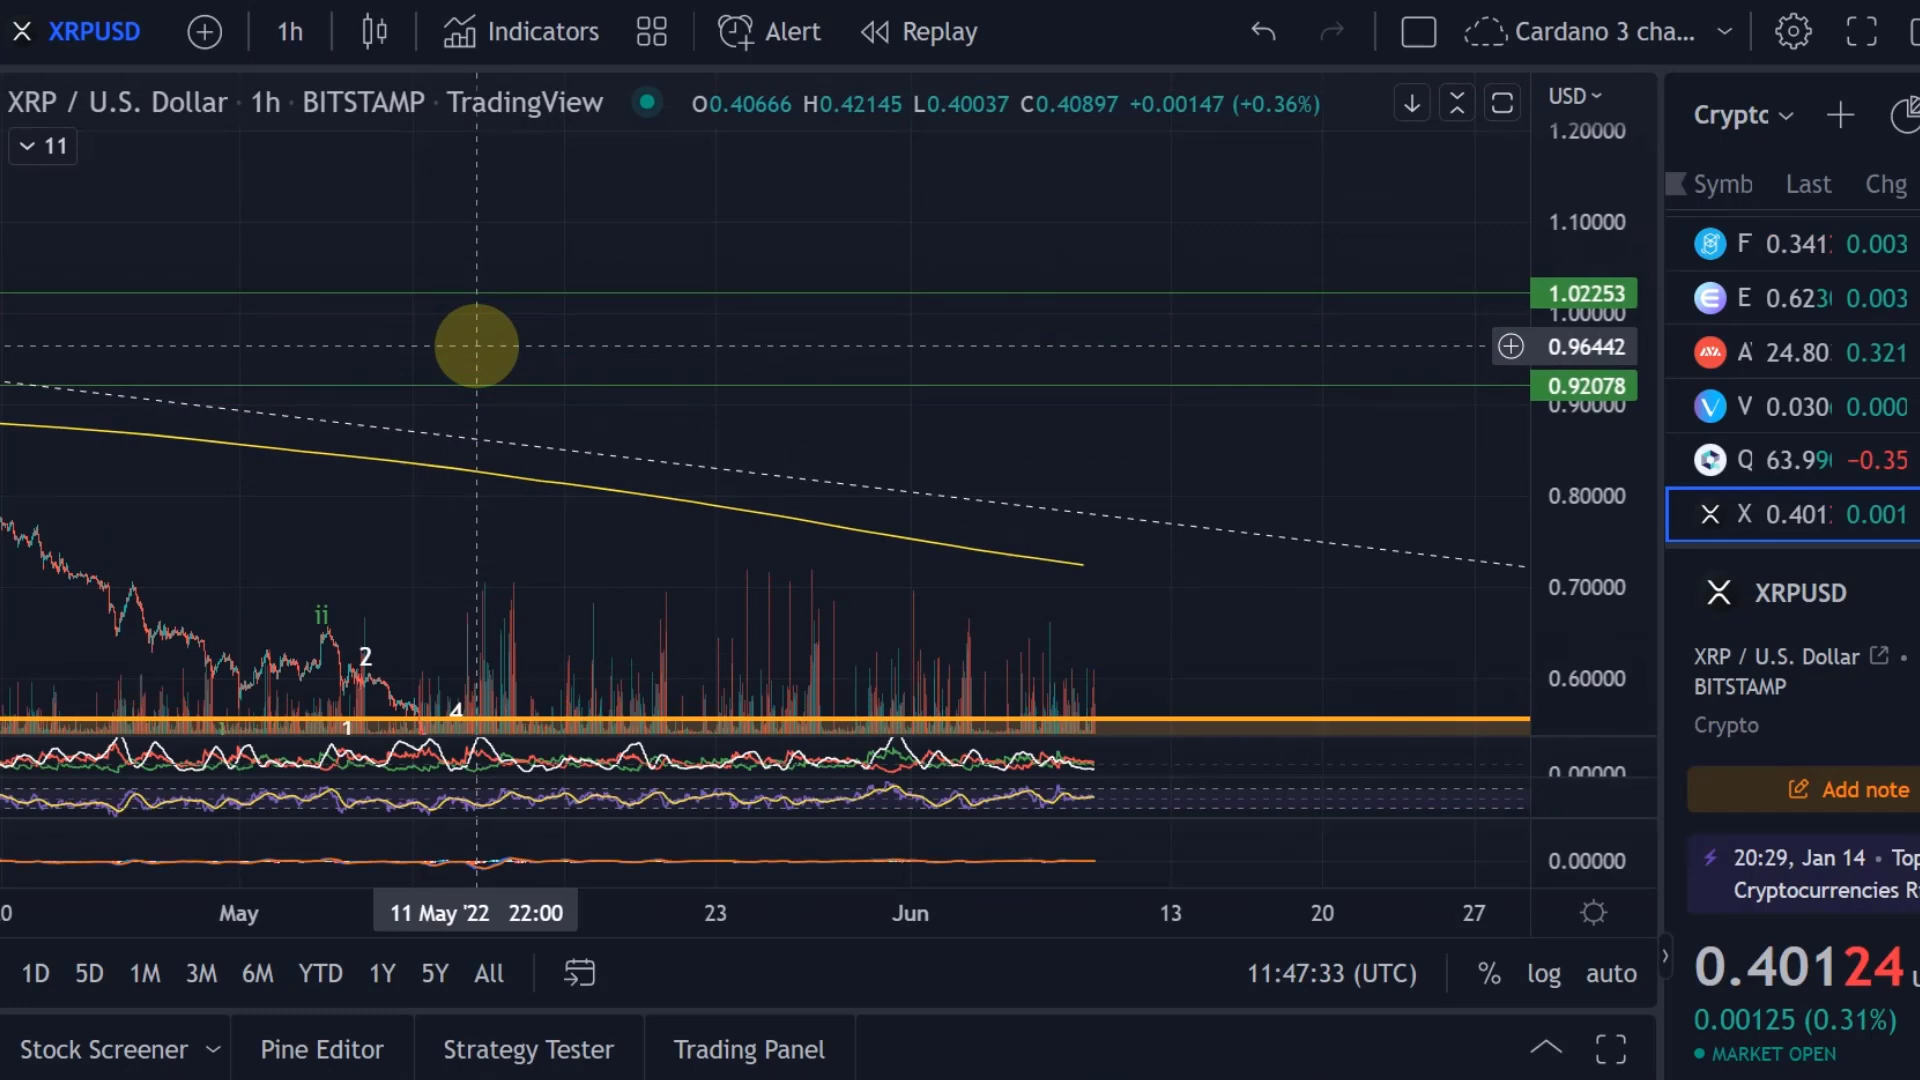 XRPUSD 1h Indicators Alert Replay Cardano 3 cha...
XRP / U.S. Dollar · 1h · BITSTAMP · TradingView O0.40666 H0.42145 L0.40037 C0.40897 +0.00147 (+0.36%)
11
USD
1.20000
1.10000
1.02253
1.00000
0.96442
0.92078
0.90000
0.80000
0.70000
0.60000
0.00000
0.00000
ii
2
1
4
May 11 May '22 22:00 23 Jun 13 20 27
1D 5D 1M 3M 6M YTD 1Y 5Y All 11:47:33 (UTC) % log auto
Stock Screener Pine Editor Strategy Tester Trading Panel
Symb Last Chg
F 0.341 0.003
E 0.623 0.003
A 24.80 0.321
V 0.030 0.000
Q 63.99 −0.35
X 0.401 0.001
XRPUSD
XRP / U.S. Dollar
BITSTAMP
Crypto
Add note
20:29, Jan 14 • Top
Cryptocurrencies
0.40124
0.00125 (0.31%)
MARKET OPEN